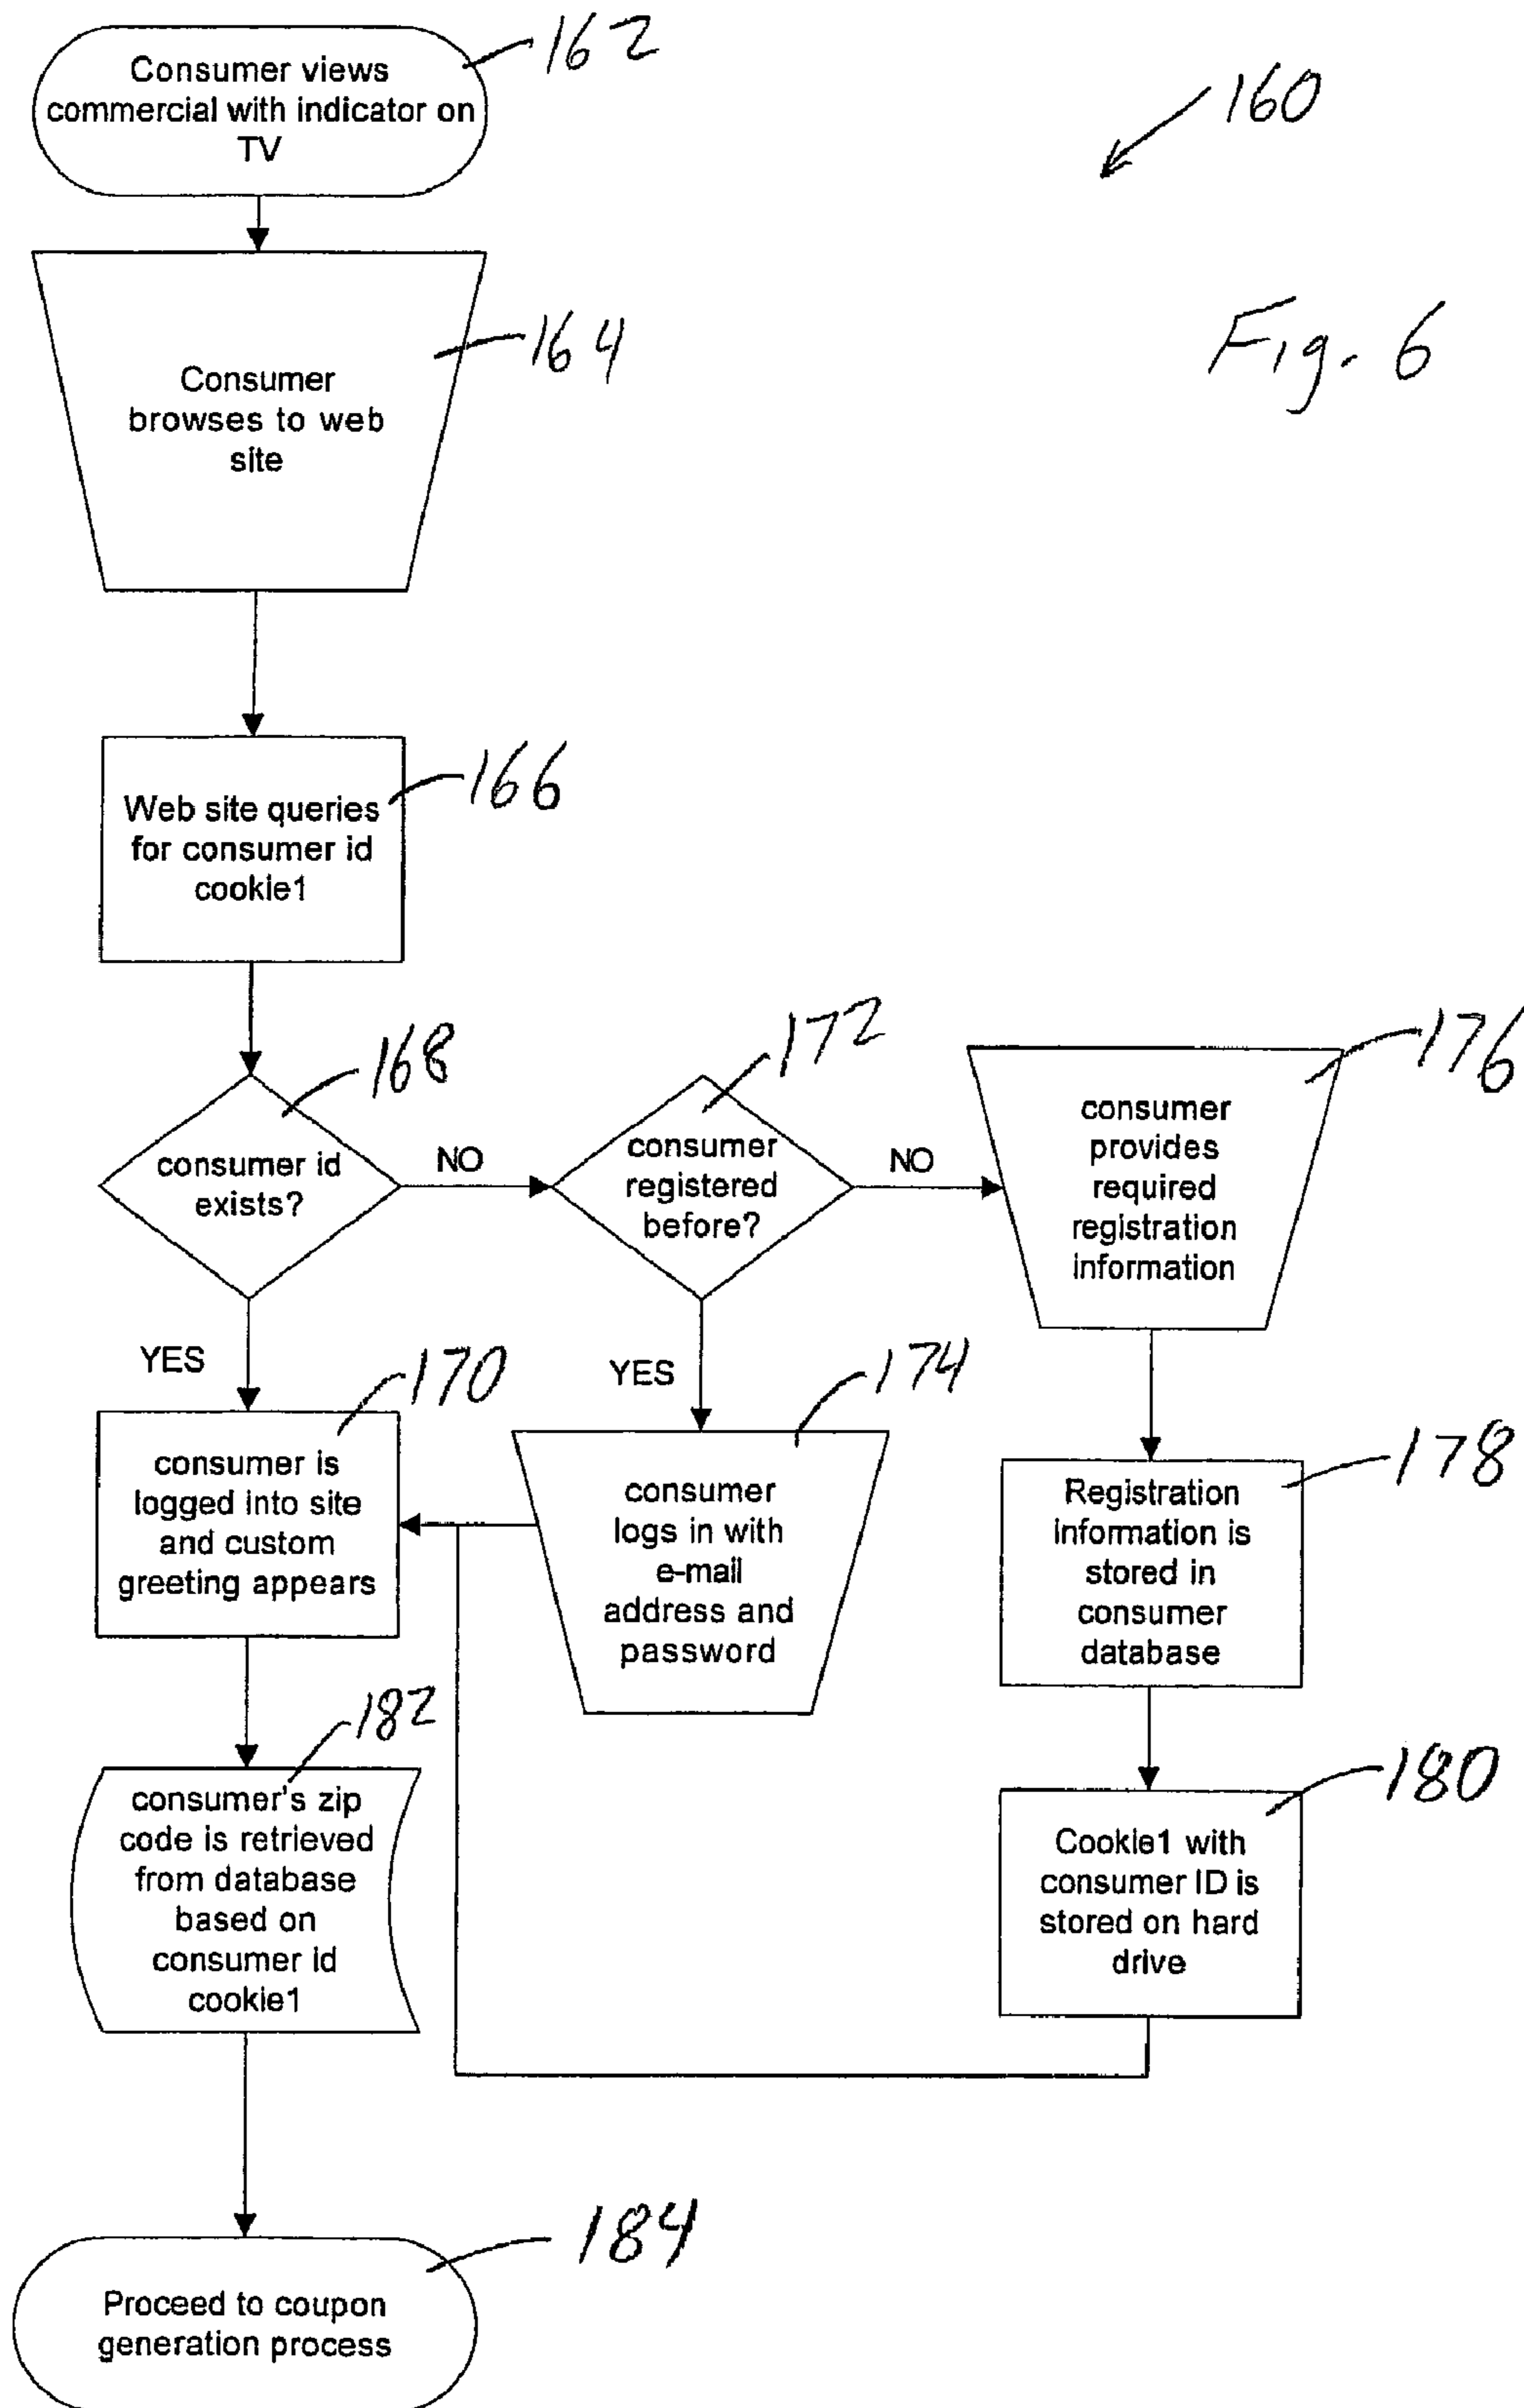 Consumer views
commercial with indicator on
TV
162
160
Fig. 6
Consumer
browses to web
site
164
Web site queries
for consumer id
cookie1
166
consumer id
exists?
168
NO
consumer
registered
before?
172
NO
consumer
provides
required
registration
information
176
YES
consumer is
logged into site
and custom
greeting appears
170
YES
consumer
logs in with
e-mail
address and
password
174
Registration
information is
stored in
consumer
database
178
consumer's zip
code is retrieved
from database
based on
consumer id
cookie1
182
Cookie1 with
consumer ID is
stored on hard
drive
180
Proceed to coupon
generation process
184